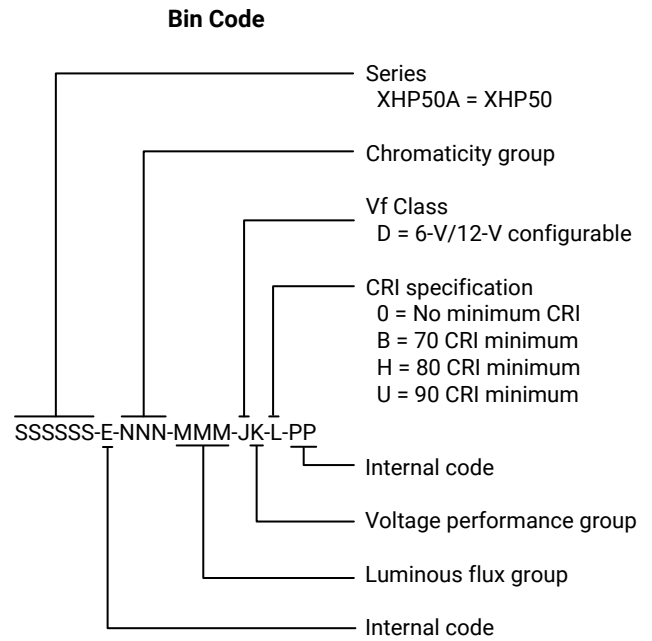 Bin Code
Series
XHP50A = XHP50
Chromaticity group
Vf Class
D = 6-V/12-V configurable
CRI specification
0 = No minimum CRI
B = 70 CRI minimum
H = 80 CRI minimum
U = 90 CRI minimum
SSSSSS-E-NNN-MMM-JK-L-PP
Internal code
Voltage performance group
Luminous flux group
Internal code